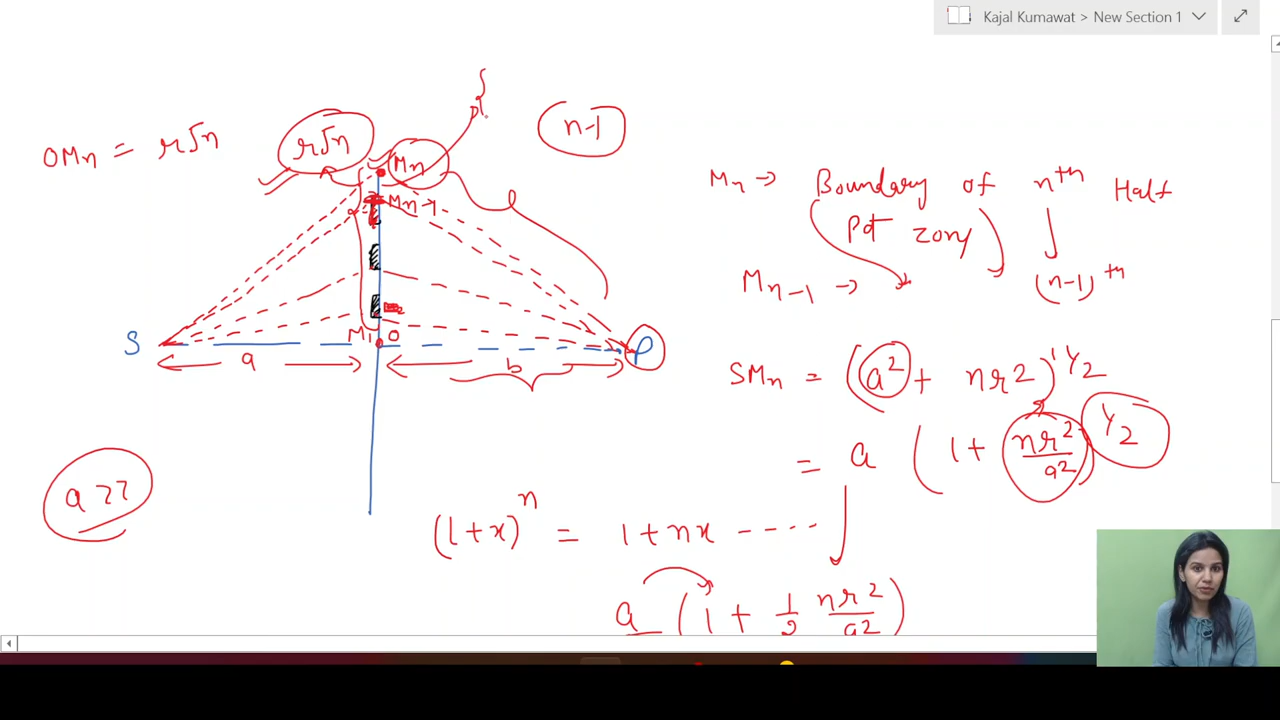 Kajal Kumawat > New Section 1
n-1
OMn = r√n
r√n
Mn
Mn-1
Mn → Boundary of nth Half
Pd zone
Mn-1 → (n-1)th
M1 O
S
P
a
b
SMn = (a² + nr2)^1/2
= a (1 + nr²/a²)^1/2
a >>
(1+x)^n = 1+nx ----
a (1 + 1/2 nr2/a2)